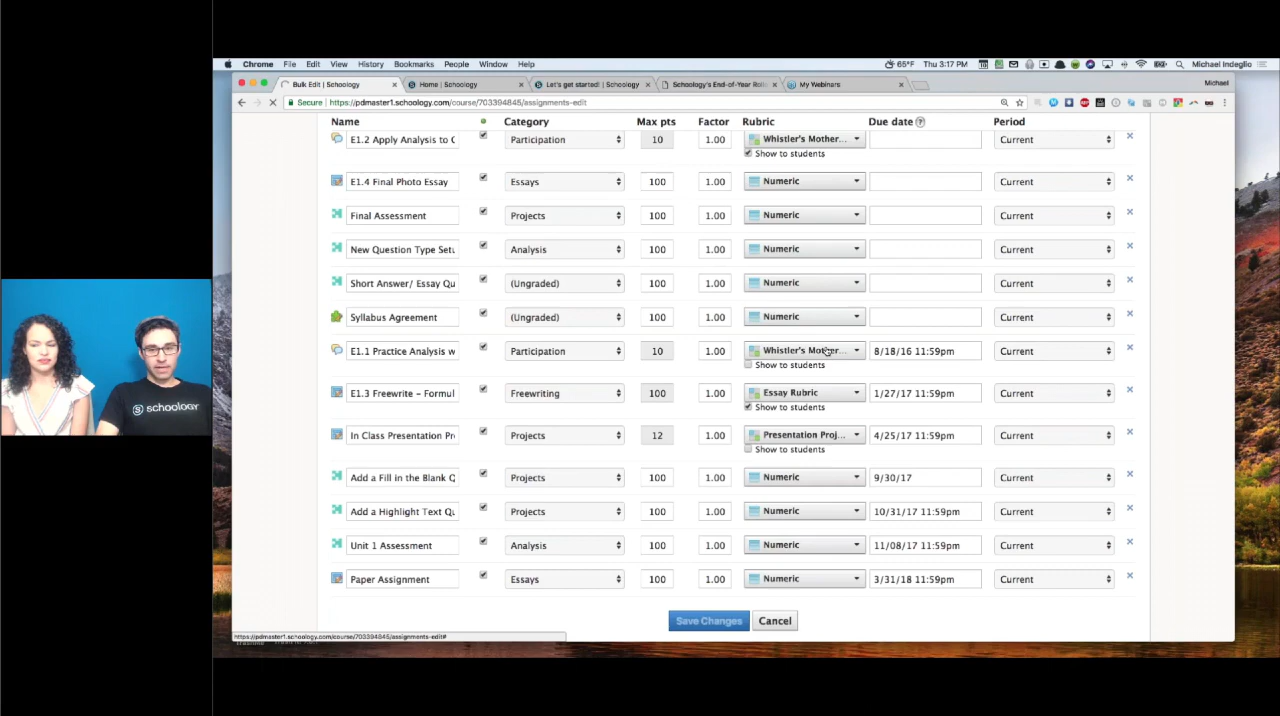 Chrome File Edit View History Bookmarks People Window Help 65°F Thu 3:17 PM Michael Indeglio
Bulk Edit | Schoology Home | Schoology Let's get started! | Schoology Schoology's End-of-Year Roll My Webinars Michael
Secure https://pdmaster1.schoology.com/course/703394845/assignments-edit
Name Category Max pts Factor Rubric Due date Period
E1.2 Apply Analysis to C Participation 10 1.00 Whistler's Mother... Current
Show to students
E1.4 Final Photo Essay Essays 100 1.00 Numeric Current
Final Assessment Projects 100 1.00 Numeric Current
New Question Type Setu Analysis 100 1.00 Numeric Current
Short Answer/ Essay Qu (Ungraded) 100 1.00 Numeric Current
Syllabus Agreement (Ungraded) 100 1.00 Numeric Current
E1.1 Practice Analysis w Participation 10 1.00 Whistler's Mother... 8/18/16 11:59pm Current
Show to students
E1.3 Freewrite – Formul Freewriting 100 1.00 Essay Rubric 1/27/17 11:59pm Current
Show to students
In Class Presentation Pr Projects 12 1.00 Presentation Proj... 4/25/17 11:59pm Current
schoology
Show to students
Add a Fill in the Blank Q Projects 100 1.00 Numeric 9/30/17 Current
Add a Highlight Text Qu Projects 100 1.00 Numeric 10/31/17 11:59pm Current
Unit 1 Assessment Analysis 100 1.00 Numeric 11/08/17 11:59pm Current
Paper Assignment Essays 100 1.00 Numeric 3/31/18 11:59pm Current
Save Changes Cancel
https://pdmaster1.schoology.com/course/703394845/assignments-edit#